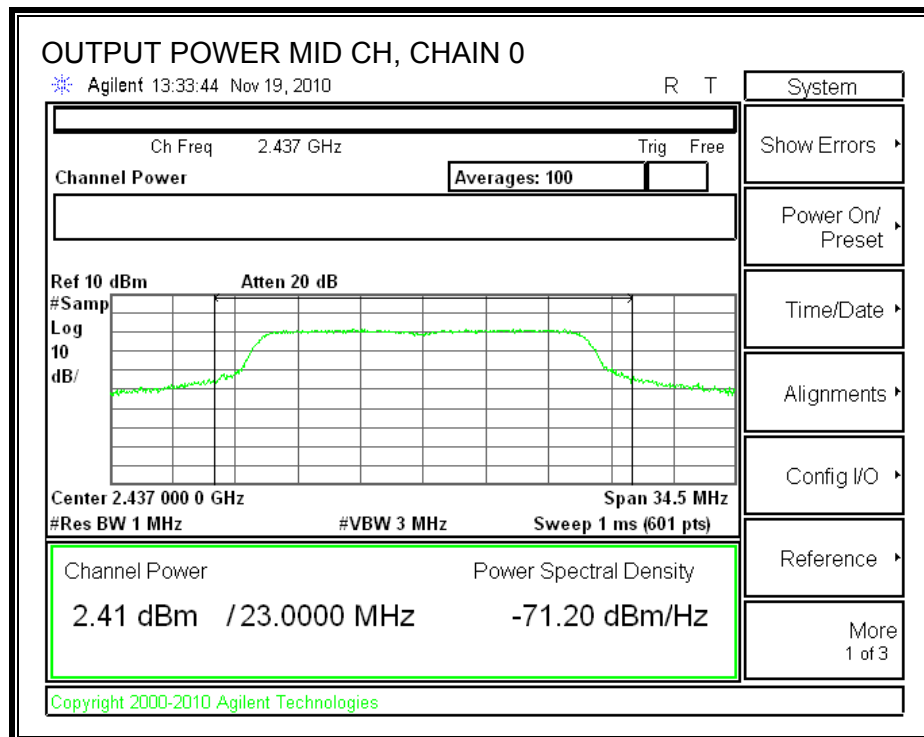 OUTPUT POWER MID CH, CHAIN 0
Agilent 13:33:44 Nov 19, 2010 R T
System
Ch Freq 2.437 GHz Trig Free
Show Errors
Channel Power Averages: 100
Power On/
Preset
Ref 10 dBm Atten 20 dB
#Samp
Log
10
dB/
Time/Date
Alignments
Config I/O
Center 2.437 000 0 GHz Span 34.5 MHz
#Res BW 1 MHz #VBW 3 MHz Sweep 1 ms (601 pts)
Channel Power Power Spectral Density
Reference
2.41 dBm / 23.0000 MHz -71.20 dBm/Hz
More
1 of 3
Copyright 2000-2010 Agilent Technologies